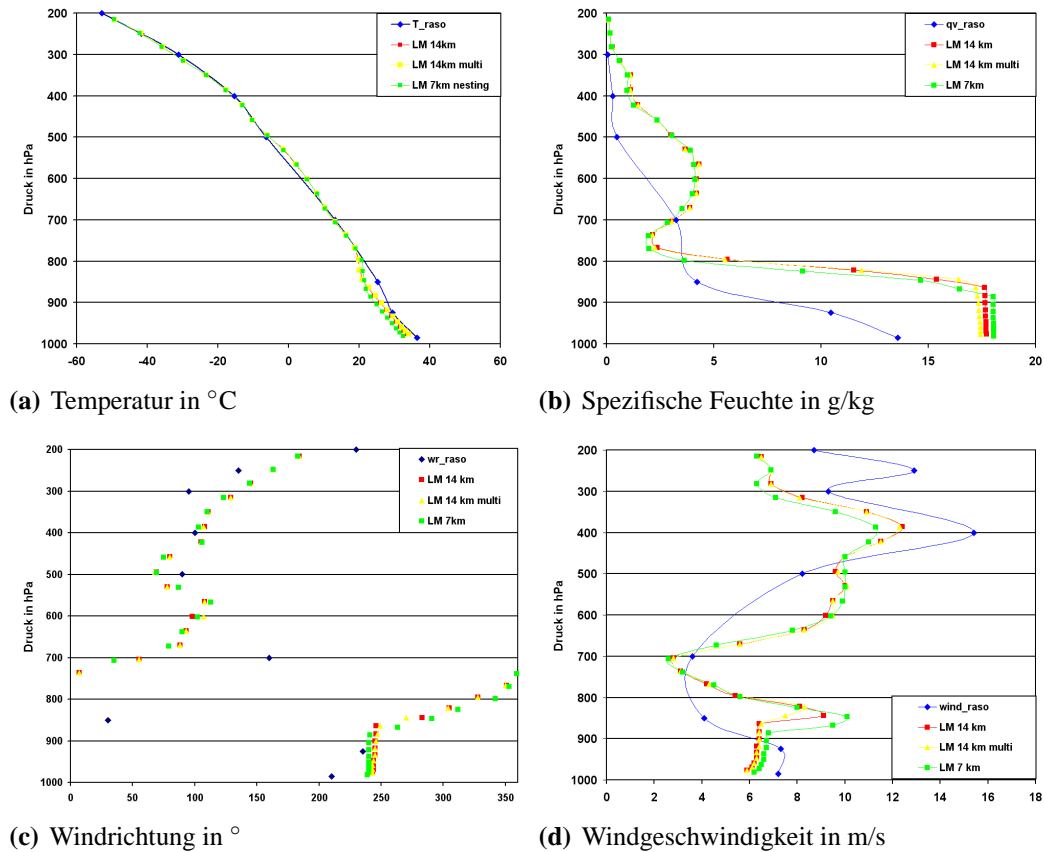 200
300
400
500
600
700
800
900
1000
Druck in hPa
-60 -40 -20 0 20 40 60
T_raso
LM 14km
LM 14km multi
LM 7km nesting
(a) Temperatur in °C
200
300
400
500
600
700
800
900
1000
Druck in hPa
0 5 10 15 20
qv_raso
LM 14 km
LM 14km multi
LM 7km
(b) Spezifische Feuchte in g/kg
200
300
400
500
600
700
800
900
1000
Druck in hPa
0 50 100 150 200 250 300 350
wr_raso
LM 14 km
LM 14 km multi
LM 7km
(c) Windrichtung in °
200
300
400
500
600
700
800
900
1000
Druck in hPa
0 2 4 6 8 10 12 14 16 18
wind_raso
LM 14 km
LM 14 km multi
LM 7 km
(d) Windgeschwindigkeit in m/s